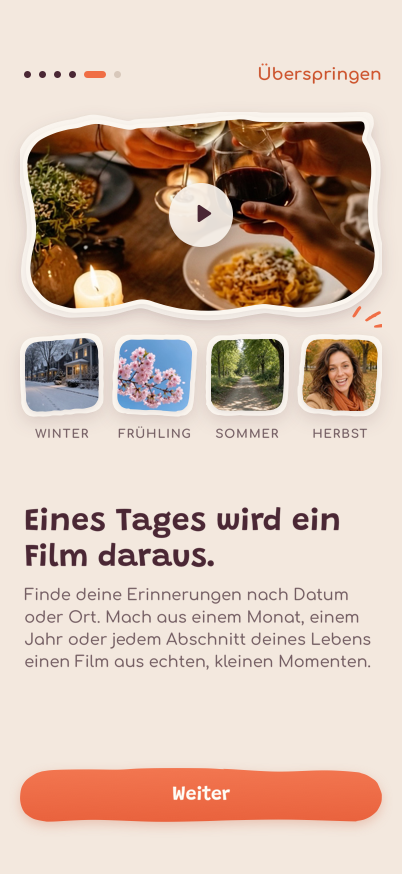 Überspringen
WINTER
FRÜHLING
SOMMER
HERBST
Eines Tages wird ein
Film daraus.
Finde deine Erinnerungen nach Datum
oder Ort. Mach aus einem Monat, einem
Jahr oder jedem Abschnitt deines Lebens
einen Film aus echten, kleinen Momenten.
Weiter